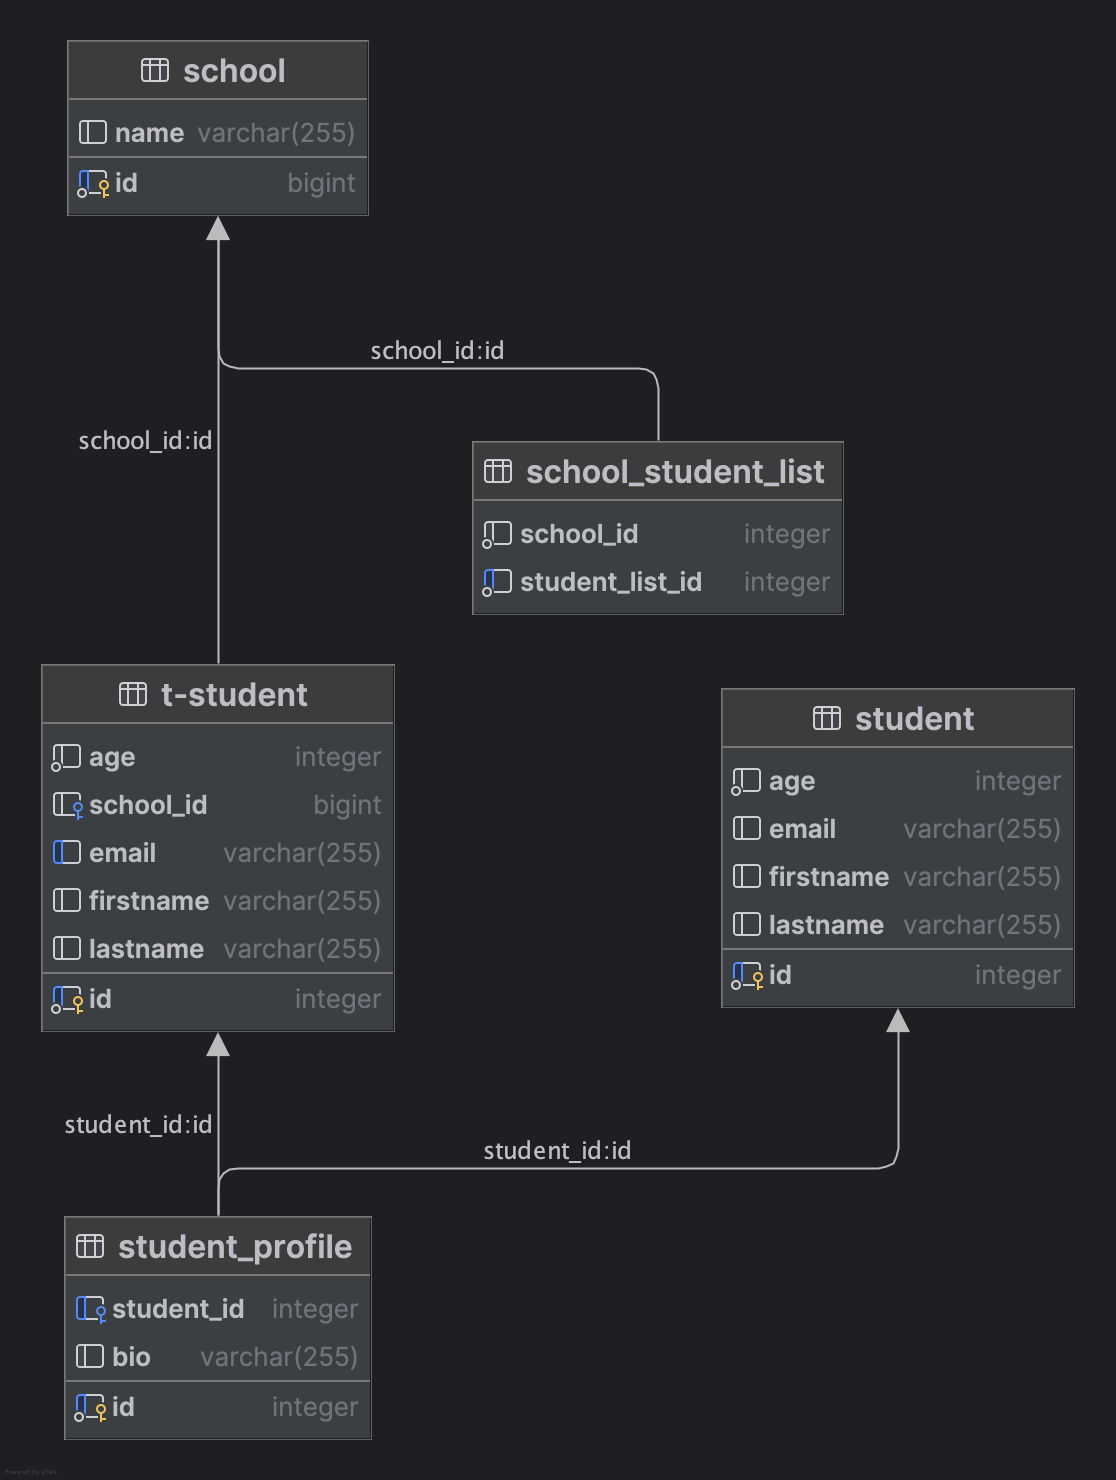 school
name varchar(255)
id bigint
school_id:id
school_id:id
school_student_list
school_id integer
student_list_id integer
t-student
age integer
school_id bigint
email varchar(255)
firstname varchar(255)
lastname varchar(255)
id integer
student
age integer
email varchar(255)
firstname varchar(255)
lastname varchar(255)
id integer
student_id:id
student_id:id
student_profile
student_id integer
bio varchar(255)
id integer
Powered by yFiles